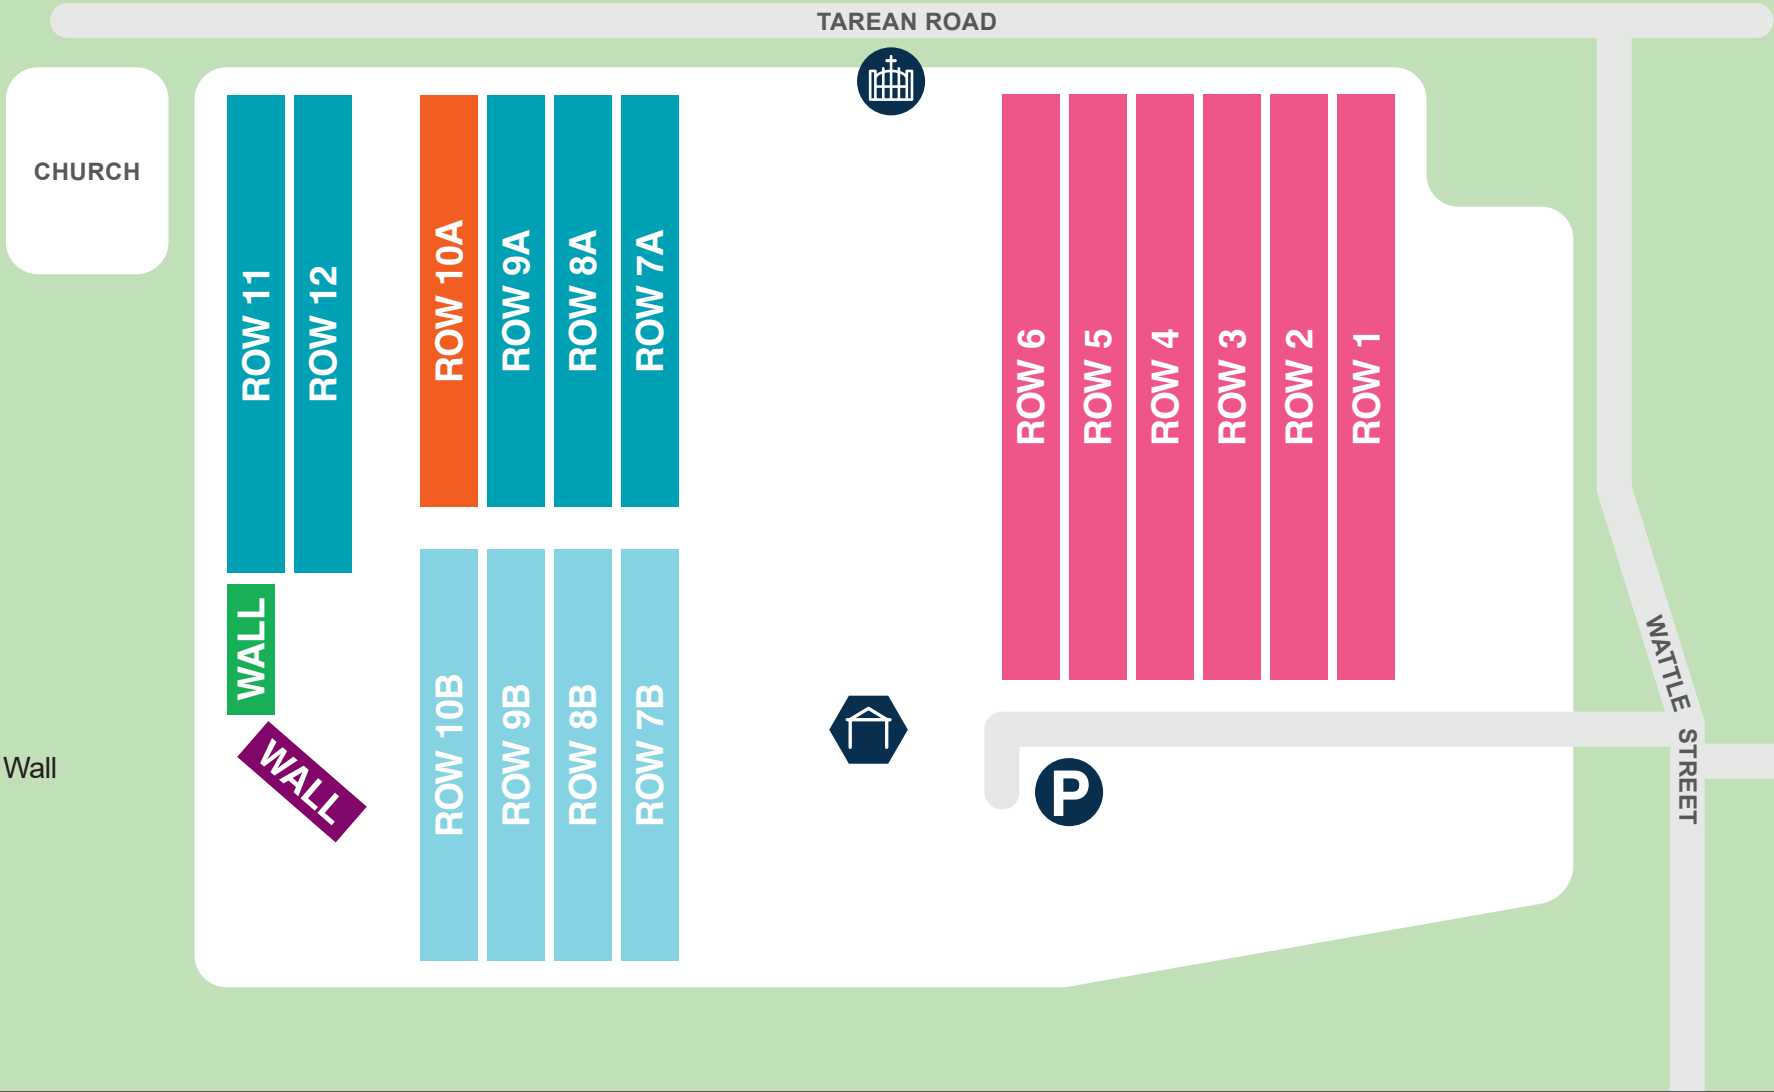 TAREAN ROAD
CHURCH
ROW 11
ROW 12
ROW 10A
ROW 9A
ROW 8A
ROW 7A
ROW 6
ROW 5
ROW 4
ROW 3
ROW 2
ROW 1
WALL
WALL
Wall
ROW 10B
ROW 9B
ROW 8B
ROW 7B
P
WATTLE STREET